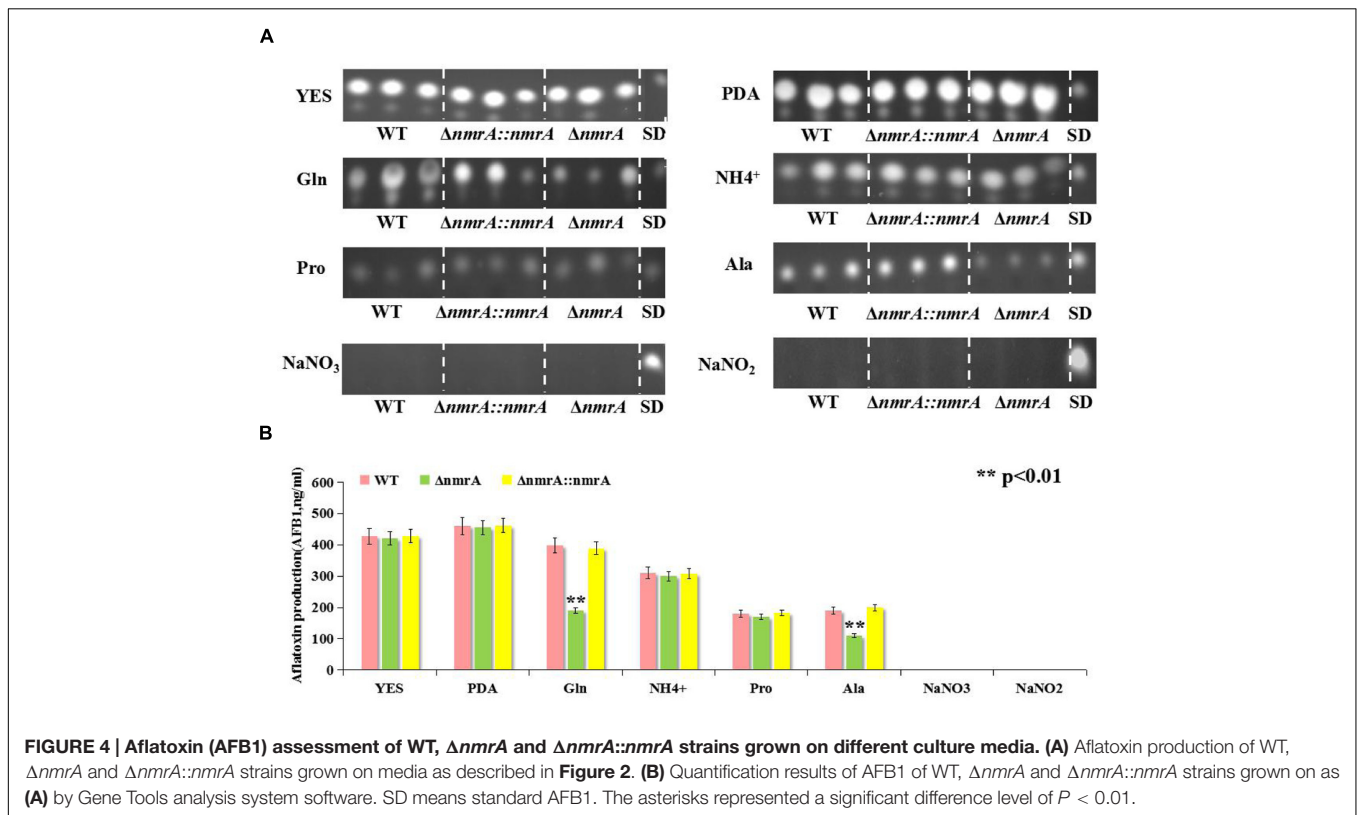 A
YES
WT ΔnmrA::nmrA ΔnmrA SD
PDA
WT ΔnmrA::nmrA ΔnmrA SD
Gln
WT ΔnmrA::nmrA ΔnmrA SD
NH4⁺
WT ΔnmrA::nmrA ΔnmrA SD
Pro
WT ΔnmrA::nmrA ΔnmrA SD
Ala
WT ΔnmrA::nmrA ΔnmrA SD
NaNO₃
WT ΔnmrA::nmrA ΔnmrA SD
NaNO₂
WT ΔnmrA::nmrA ΔnmrA SD
B
** p<0.01
WT ΔnmrA ΔnmrA::nmrA
Aflatoxin production(AFB1,ng/ml)
600
500
400
300
200
100
0
** **
YES PDA Gln NH4+ Pro Ala NaNO3 NaNO2
FIGURE 4 | Aflatoxin (AFB1) assessment of WT, ΔnmrA and ΔnmrA::nmrA strains grown on different culture media. (A) Aflatoxin production of WT,
ΔnmrA and ΔnmrA::nmrA strains grown on media as described in Figure 2. (B) Quantification results of AFB1 of WT, ΔnmrA and ΔnmrA::nmrA strains grown on as
(A) by Gene Tools analysis system software. SD means standard AFB1. The asterisks represented a significant difference level of P < 0.01.